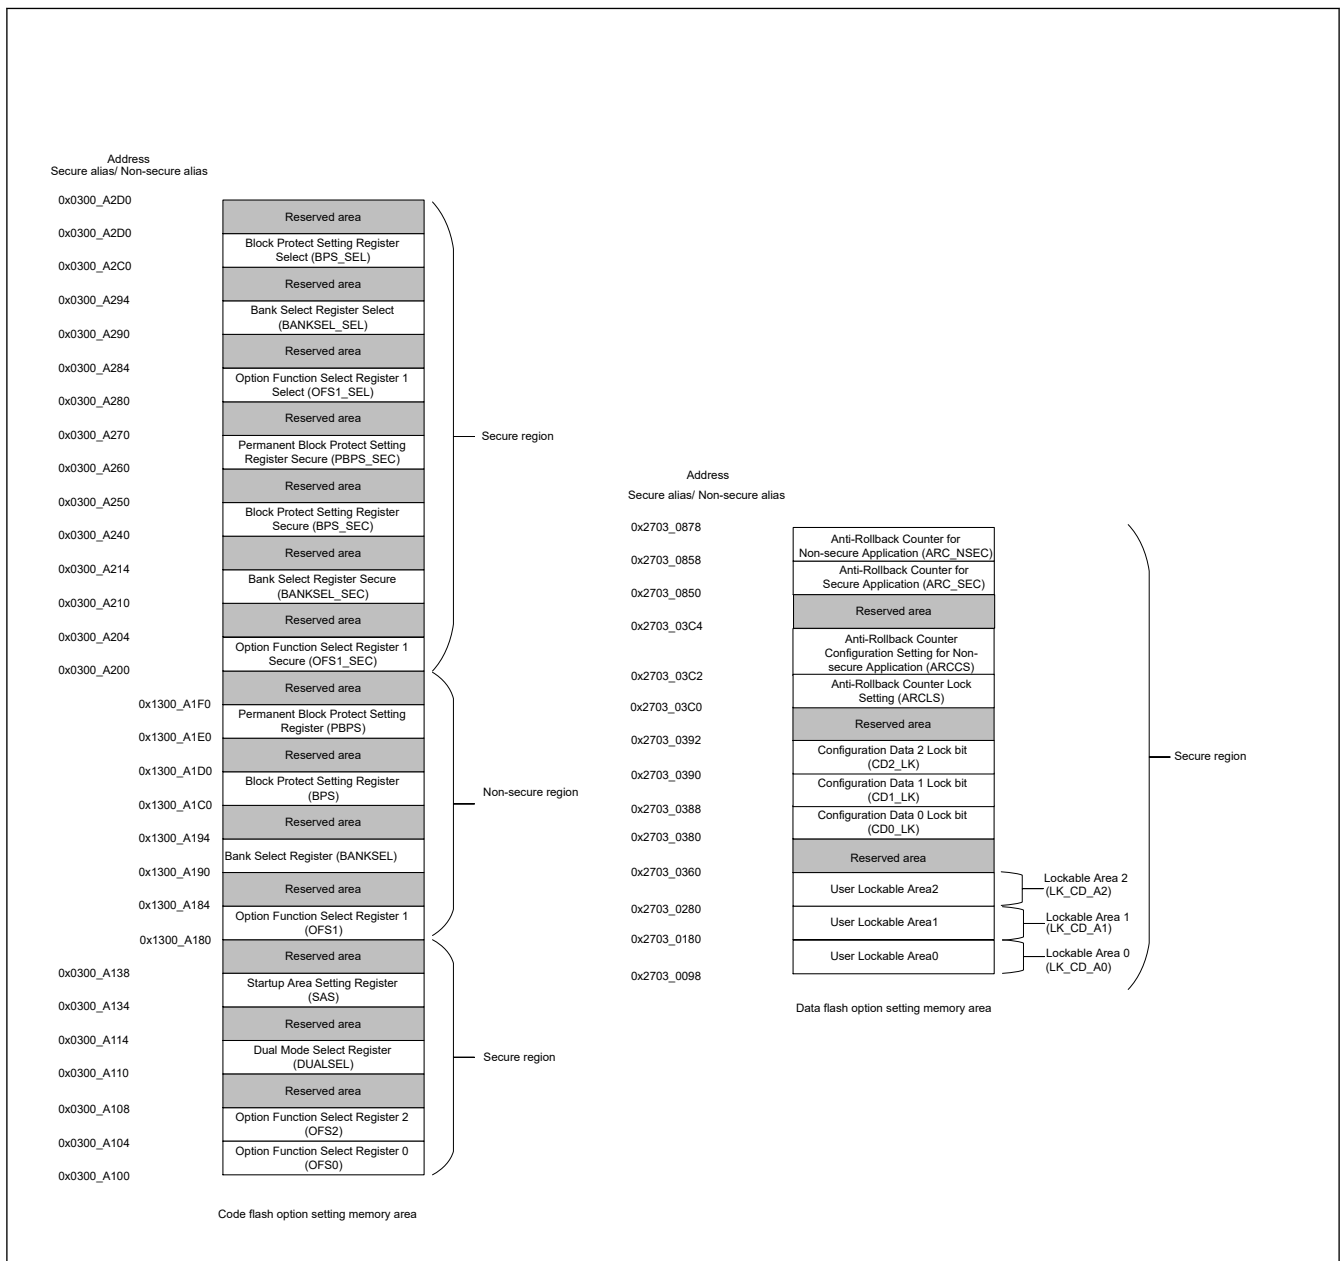 Address
Secure alias/ Non-secure alias
0x0300_A2D0
Reserved area
0x0300_A2D0
Block Protect Setting Register
Select (BPS_SEL)
0x0300_A2C0
Reserved area
0x0300_A294
Bank Select Register Select
(BANKSEL_SEL)
0x0300_A290
Reserved area
0x0300_A284
Option Function Select Register 1
Select (OFS1_SEL)
0x0300_A280
Reserved area
0x0300_A270
Permanent Block Protect Setting
Register Secure (PBPS_SEC)
0x0300_A260
Reserved area
0x0300_A250
Block Protect Setting Register
Secure (BPS_SEC)
0x0300_A240
Reserved area
0x0300_A214
Bank Select Register Secure
(BANKSEL_SEC)
0x0300_A210
Reserved area
0x0300_A204
Option Function Select Register 1
Secure (OFS1_SEC)
0x0300_A200
Secure region
Reserved area
0x1300_A1F0
Permanent Block Protect Setting
Register (PBPS)
0x1300_A1E0
Reserved area
0x1300_A1D0
Block Protect Setting Register
(BPS)
0x1300_A1C0
Reserved area
0x1300_A194
Bank Select Register (BANKSEL)
0x1300_A190
Reserved area
0x1300_A184
Option Function Select Register 1
(OFS1)
0x1300_A180
Non-secure region
Reserved area
0x0300_A138
Startup Area Setting Register
(SAS)
0x0300_A134
Reserved area
0x0300_A114
Dual Mode Select Register
(DUALSEL)
0x0300_A110
Reserved area
0x0300_A108
Option Function Select Register 2
(OFS2)
0x0300_A104
Option Function Select Register 0
(OFS0)
0x0300_A100
Secure region
Code flash option setting memory area
Address
Secure alias/ Non-secure alias
0x2703_0878
Anti-Rollback Counter for
Non-secure Application (ARC_NSEC)
0x2703_0858
Anti-Rollback Counter for
Secure Application (ARC_SEC)
0x2703_0850
Reserved area
0x2703_03C4
Anti-Rollback Counter
Configuration Setting for Non-
secure Application (ARCCS)
0x2703_03C2
Anti-Rollback Counter Lock
Setting (ARCLS)
0x2703_03C0
Reserved area
0x2703_0392
Configuration Data 2 Lock bit
(CD2_LK)
0x2703_0390
Configuration Data 1 Lock bit
(CD1_LK)
0x2703_0388
Configuration Data 0 Lock bit
(CD0_LK)
0x2703_0380
Reserved area
0x2703_0360
User Lockable Area2
Lockable Area 2
(LK_CD_A2)
0x2703_0280
User Lockable Area1
Lockable Area 1
(LK_CD_A1)
0x2703_0180
User Lockable Area0
Lockable Area 0
(LK_CD_A0)
0x2703_0098
Secure region
Data flash option setting memory area